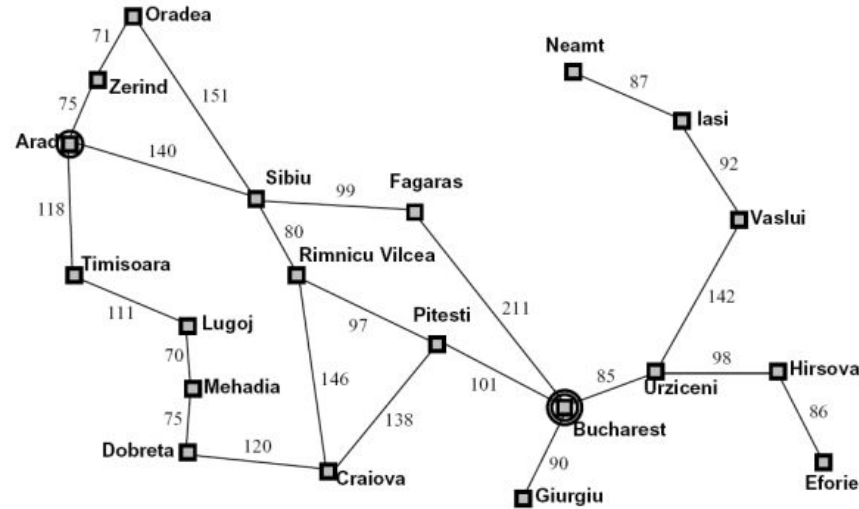 Oradea
71
Neamt
Zerind
87
151
75
Iasi
Arad
140
92
Sibiu
99
Fagaras
118
Vaslui
80
Timisoara
Rimnicu Vilcea
111
Lugoj
97
Pitesti
211
142
70
98
Hirsova
Mehadia
146
101
85
Urziceni
75
138
86
Dobreta
120
Bucharest
Craiova
90
Eforie
Giurgiu